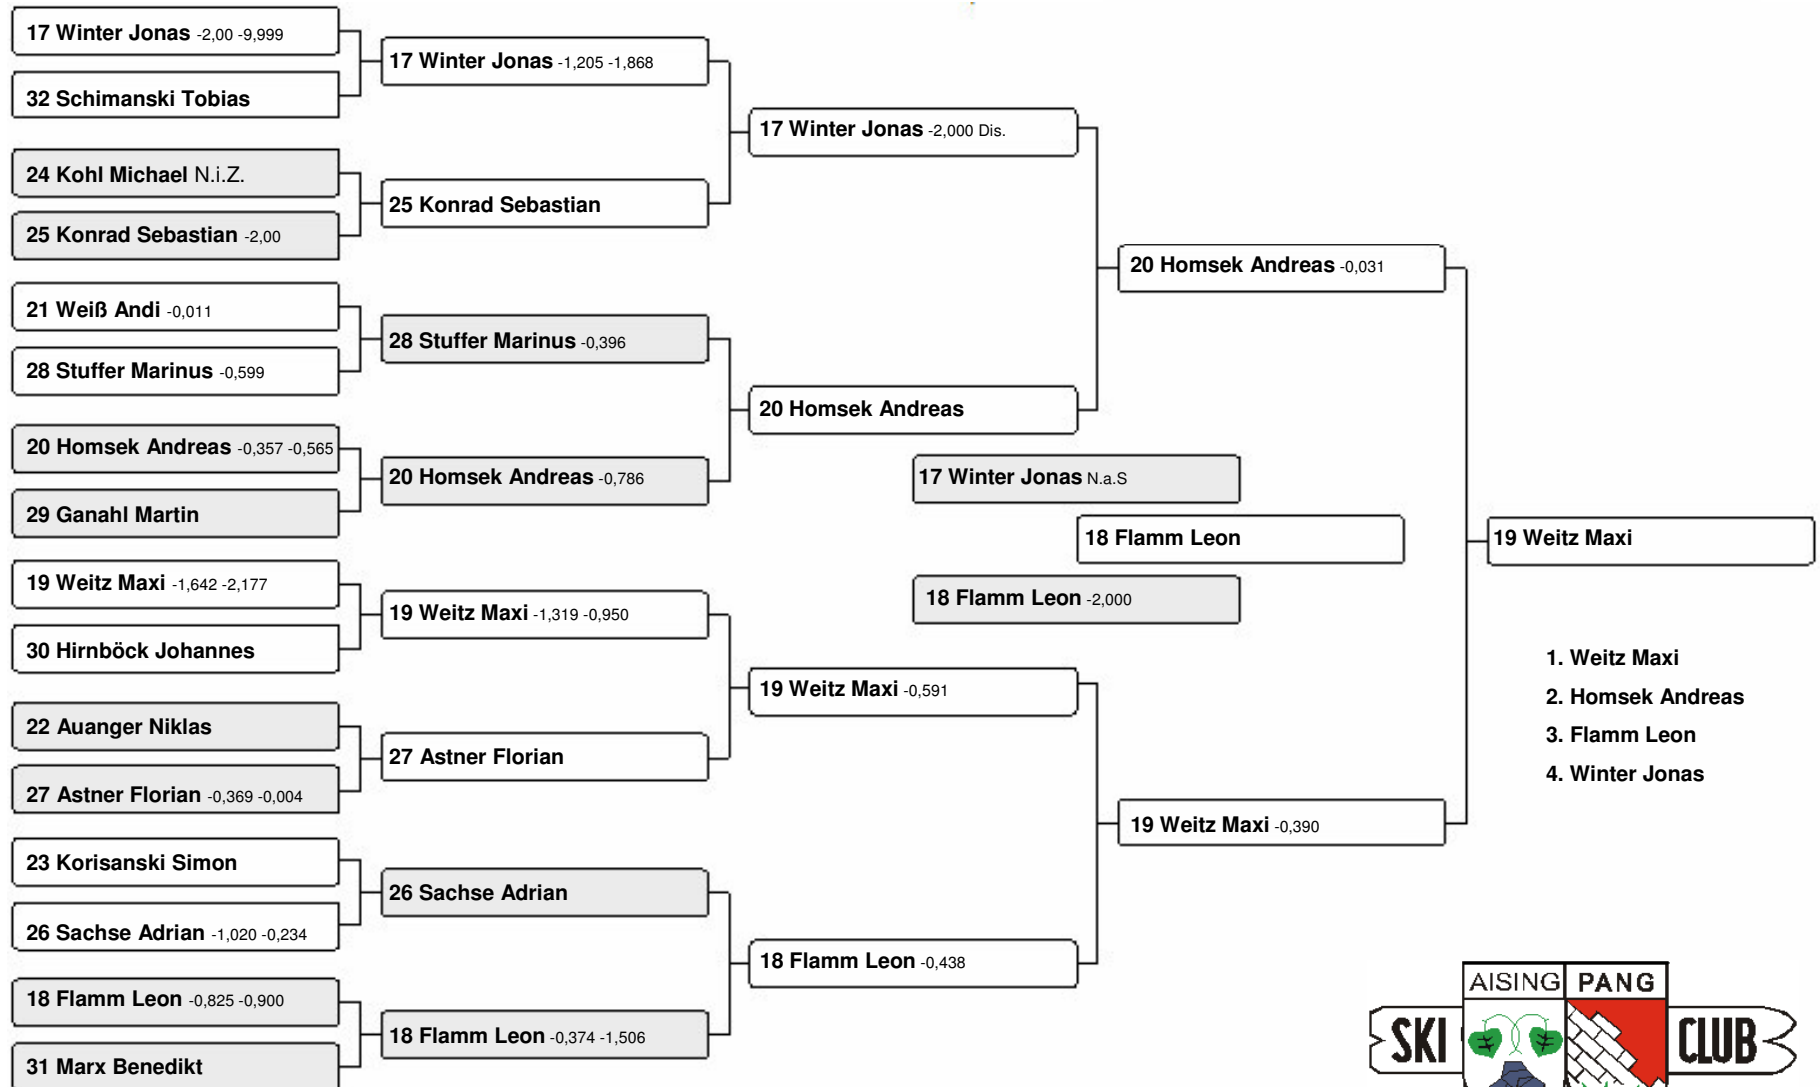 17 Winter Jonas -2,00 -9,999
32 Schimanski Tobias
24 Kohl Michael N.i.Z.
25 Konrad Sebastian -2,00
21 Weiß Andi -0,011
28 Stuffer Marinus -0,599
20 Homsek Andreas -0,357 -0,565
29 Ganahl Martin
19 Weitz Maxi -1,642 -2,177
30 Hirnböck Johannes
22 Auanger Niklas
27 Astner Florian -0,369 -0,004
23 Korisanski Simon
26 Sachse Adrian -1,020 -0,234
18 Flamm Leon -0,825 -0,900
31 Marx Benedikt
17 Winter Jonas -1,205 -1,868
25 Konrad Sebastian
28 Stuffer Marinus -0,396
20 Homsek Andreas -0,786
19 Weitz Maxi -1,319 -0,950
27 Astner Florian
26 Sachse Adrian
18 Flamm Leon -0,374 -1,506
17 Winter Jonas -2,000 Dis.
20 Homsek Andreas
19 Weitz Maxi -0,591
18 Flamm Leon -0,438
17 Winter Jonas N.a.S
18 Flamm Leon -2,000
18 Flamm Leon
20 Homsek Andreas -0,031
19 Weitz Maxi -0,390
19 Weitz Maxi
1. Weitz Maxi
2. Homsek Andreas
3. Flamm Leon
4. Winter Jonas
AISING PANG
SKI CLUB